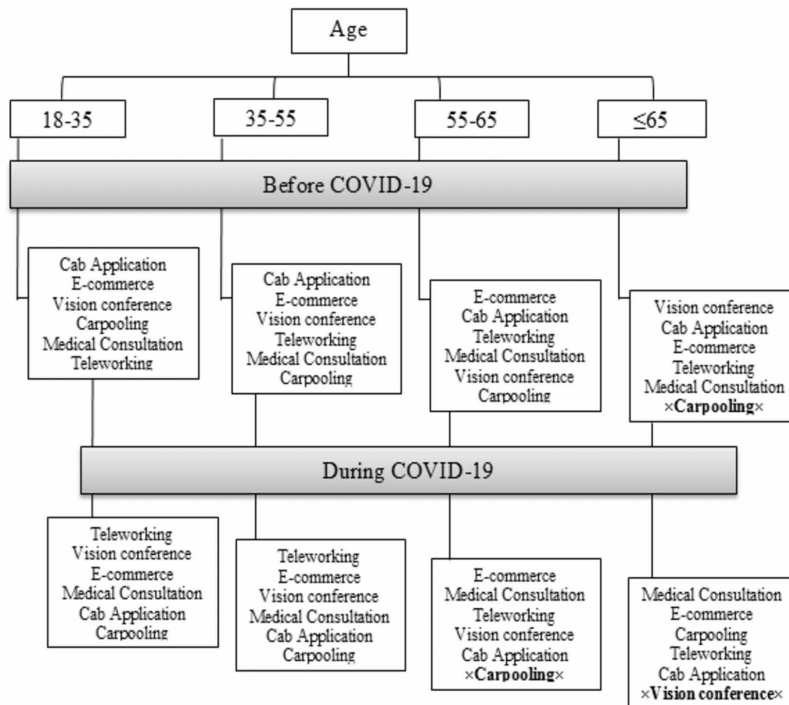 Age
18-35
35-55
55-65
≤65
Before COVID-19
Cab Application
E-commerce
Vision conference
Carpooling
Medical Consultation
Teleworking
Cab Application
E-commerce
Vision conference
Teleworking
Medical Consultation
Carpooling
E-commerce
Cab Application
Teleworking
Medical Consultation
Vision conference
Carpooling
Vision conference
Cab Application
E-commerce
Teleworking
Medical Consultation
×Carpooling×
During COVID-19
Teleworking
Vision conference
E-commerce
Medical Consultation
Cab Application
Carpooling
Teleworking
E-commerce
Vision conference
Medical Consultation
Cab Application
Carpooling
E-commerce
Medical Consultation
Teleworking
Vision conference
Cab Application
×Carpooling×
Medical Consultation
E-commerce
Carpooling
Teleworking
Cab Application
×Vision conference×